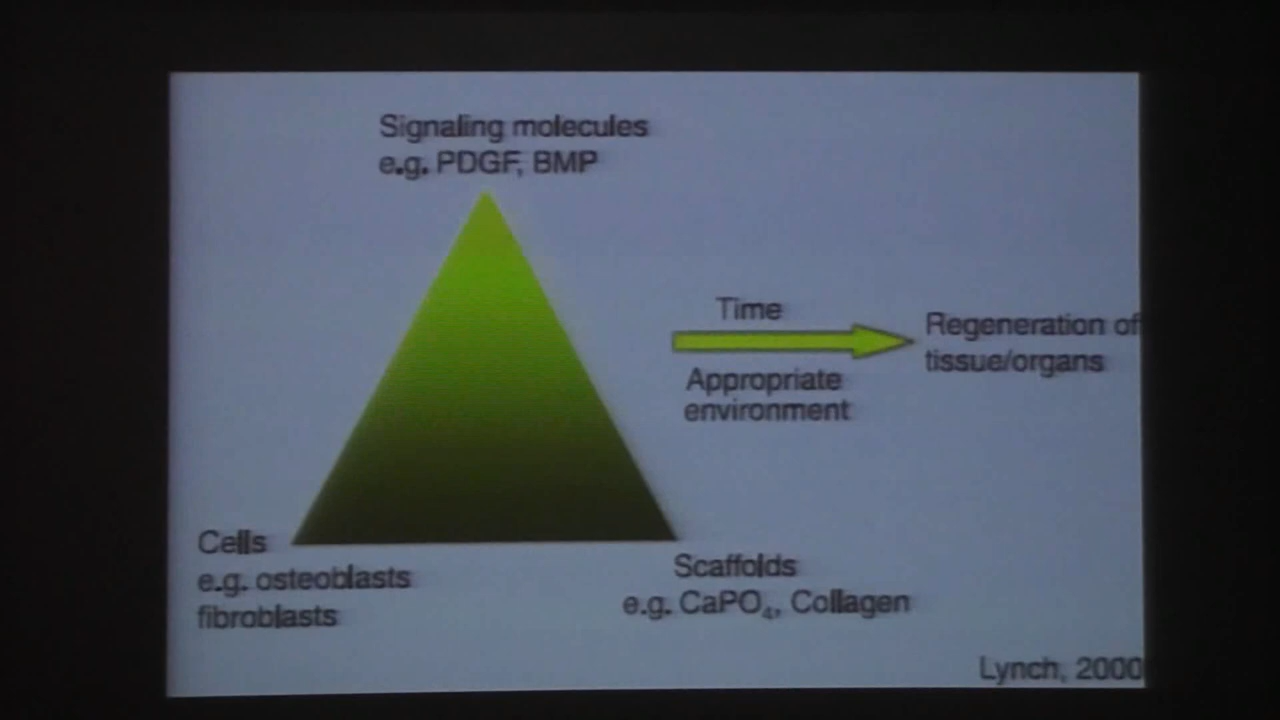 Signaling molecules
e.g. PDGF, BMP
Time
Appropriate
environment
Regeneration of
tissue/organs
Cells
e.g. osteoblasts
fibroblasts
Scaffolds
e.g. CaPO₄, Collagen
Lynch, 2000